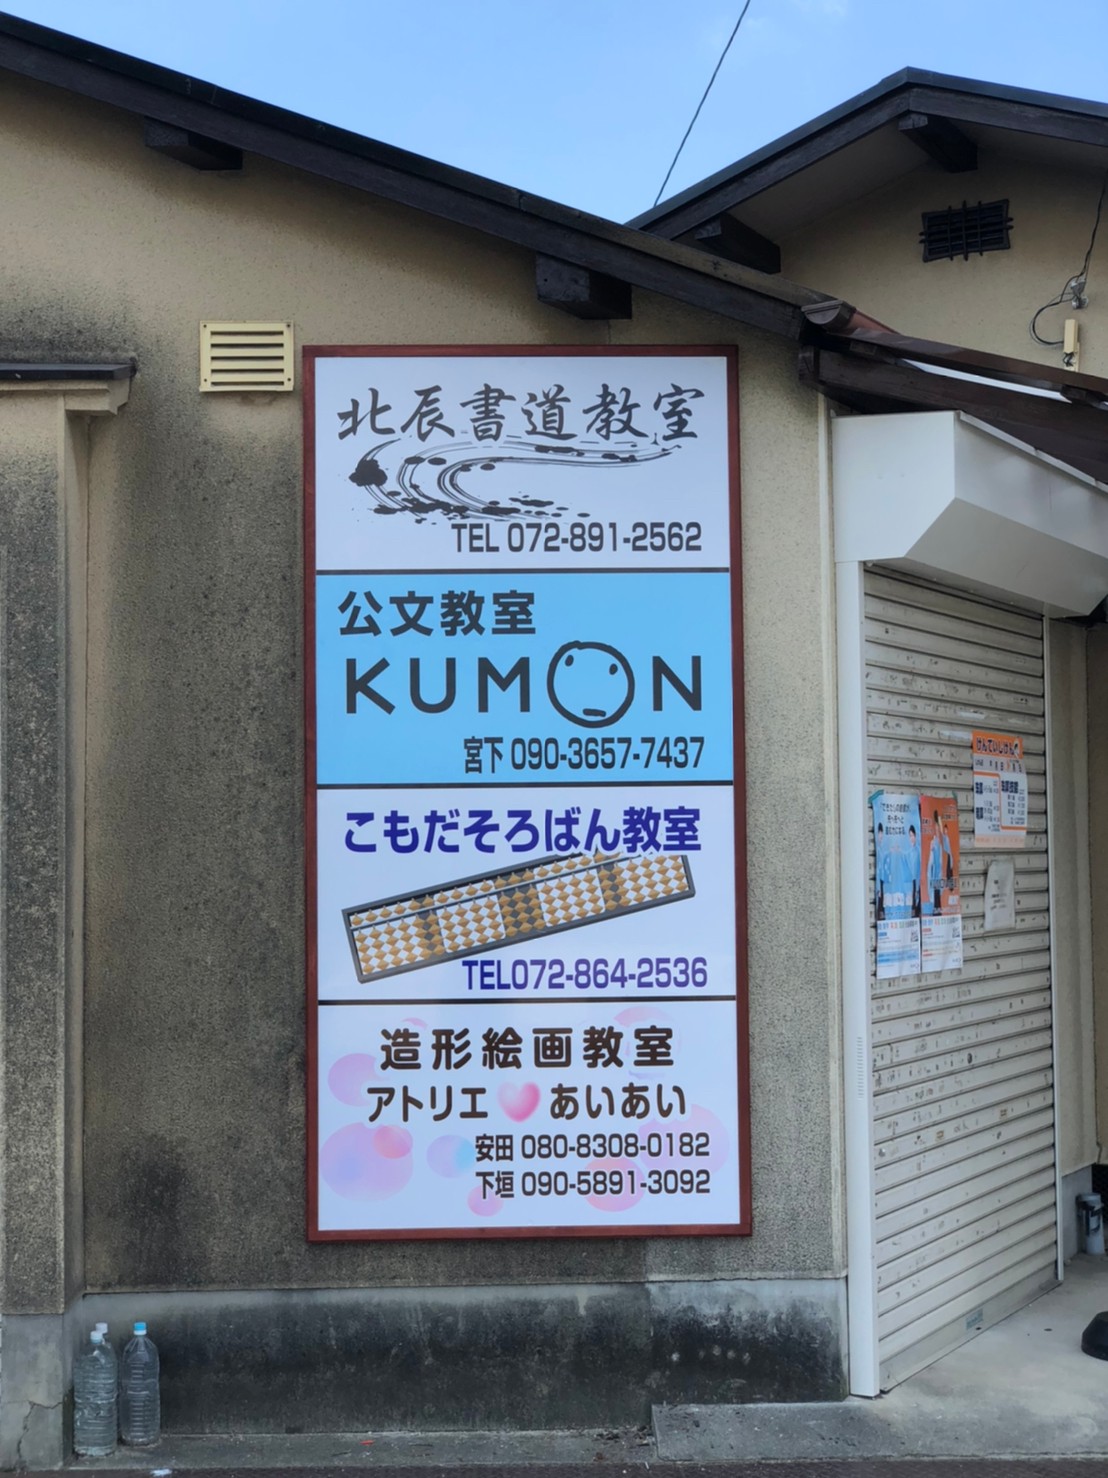 北辰書道教室
TEL 072-891-2562
公文教室
KUMON
宮下 090-3657-7437
こもだそろばん教室
TEL072-864-2536
造形絵画教室
アトリエ あいあい
安田 080-8308-0182
下垣 090-5891-3092